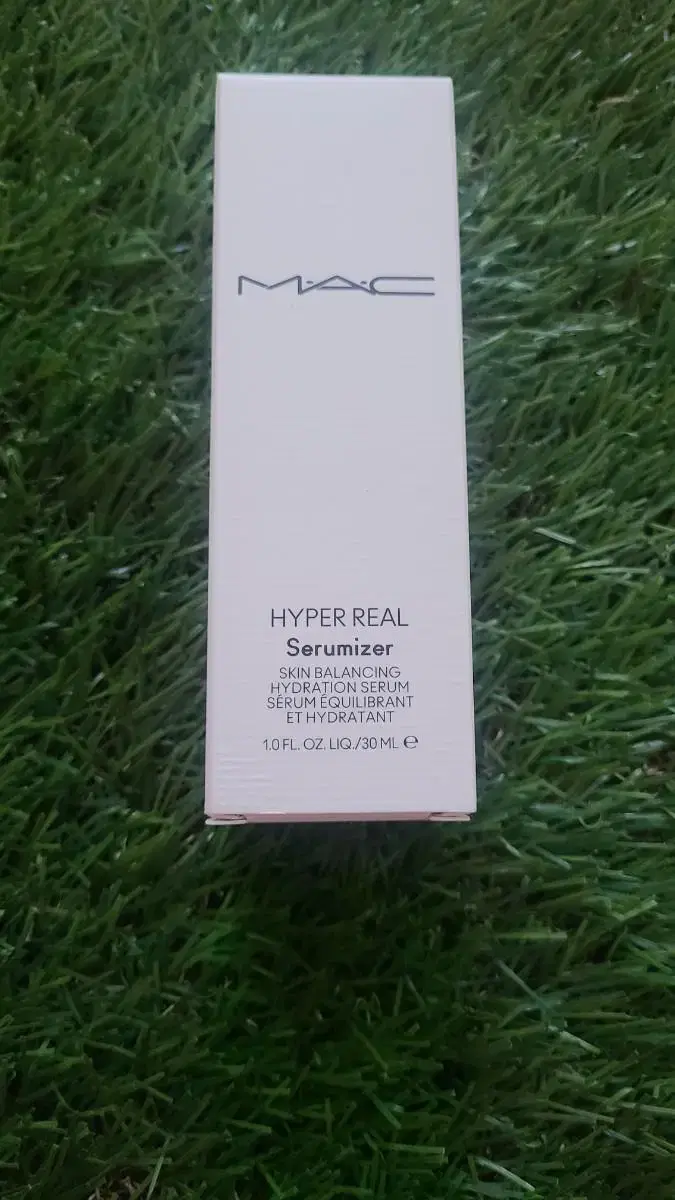 M·A·C
HYPER REAL
Serumizer
SKIN BALANCING
HYDRATION SERUM
SÉRUM ÉQUILIBRANT
ET HYDRATANT
1.0 FL. OZ. LIQ./30 ML ℮